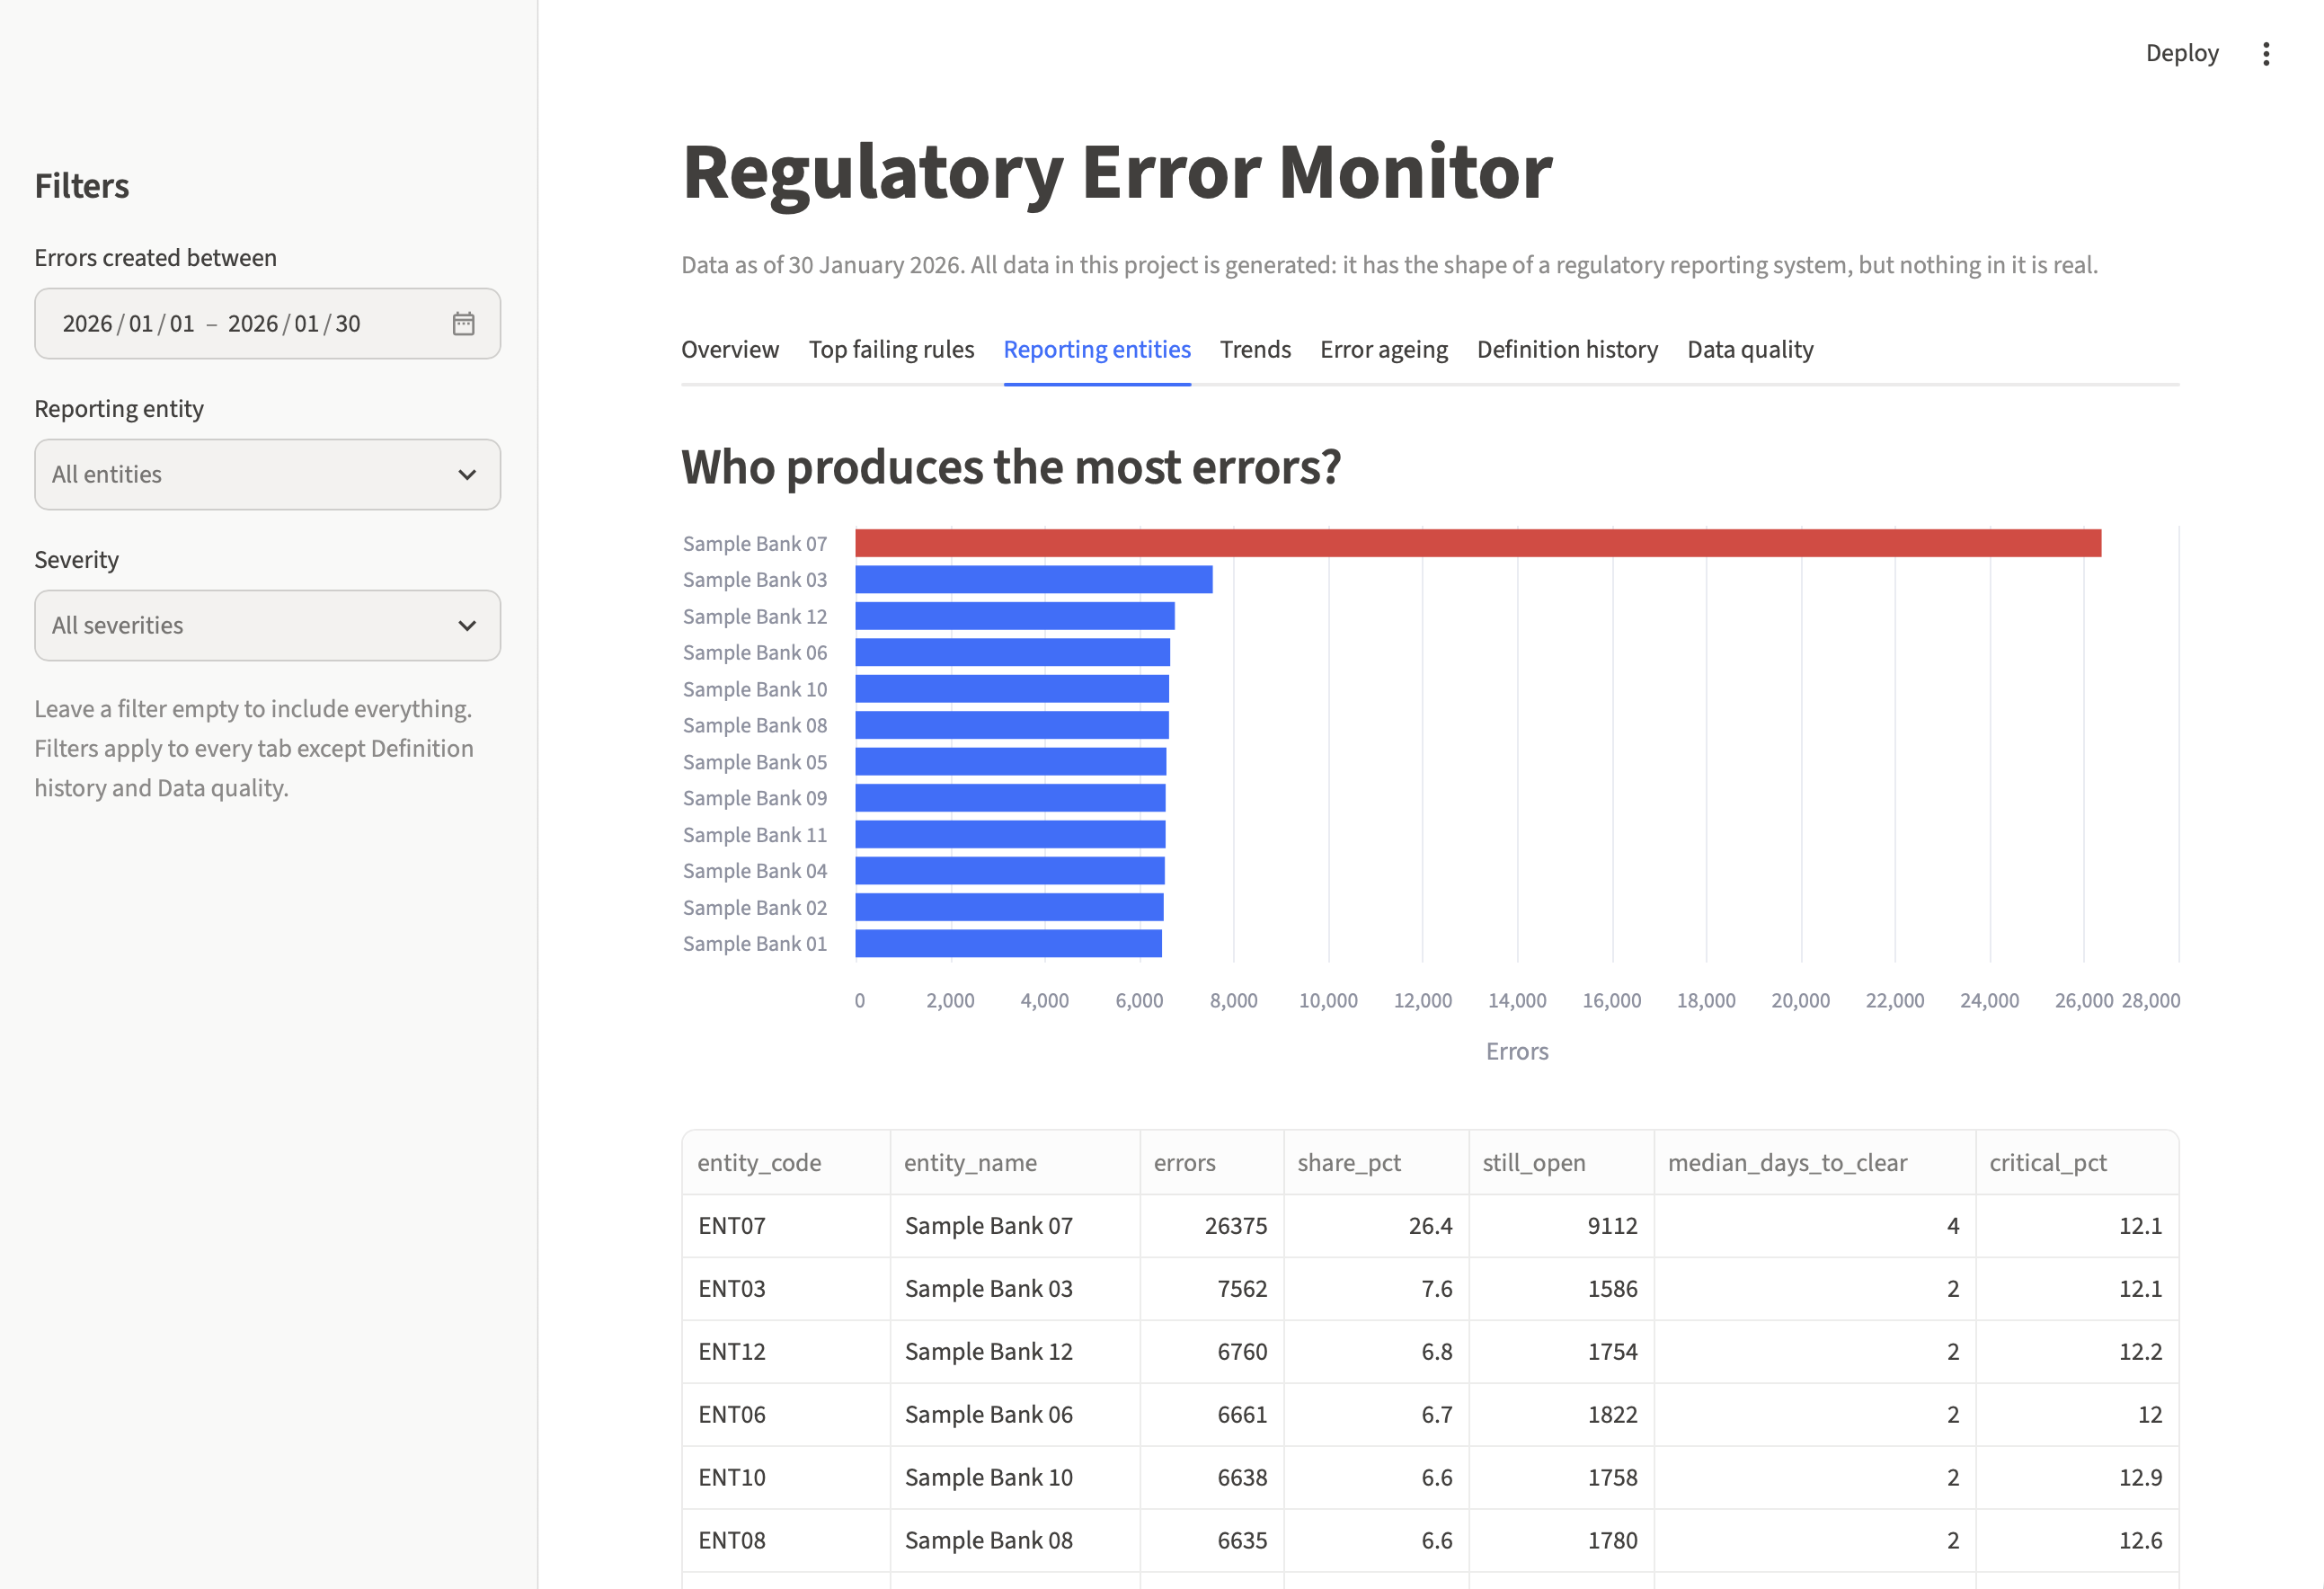 Deploy
Filters
Errors created between
2026/01/01 – 2026/01/30
Reporting entity
All entities
Severity
All severities
Leave a filter empty to include everything.
Filters apply to every tab except Definition
history and Data quality.
Regulatory Error Monitor
Data as of 30 January 2026. All data in this project is generated: it has the shape of a regulatory reporting system, but nothing in it is real.
Overview Top failing rules Reporting entities Trends Error ageing Definition history Data quality
Who produces the most errors?
Sample Bank 07
Sample Bank 03
Sample Bank 12
Sample Bank 06
Sample Bank 10
Sample Bank 08
Sample Bank 05
Sample Bank 09
Sample Bank 11
Sample Bank 04
Sample Bank 02
Sample Bank 01
0 2,000 4,000 6,000 8,000 10,000 12,000 14,000 16,000 18,000 20,000 22,000 24,000 26,000 28,000
Errors
entity_code entity_name errors share_pct still_open median_days_to_clear critical_pct
ENT07 Sample Bank 07 26375 26.4 9112 4 12.1
ENT03 Sample Bank 03 7562 7.6 1586 2 12.1
ENT12 Sample Bank 12 6760 6.8 1754 2 12.2
ENT06 Sample Bank 06 6661 6.7 1822 2 12
ENT10 Sample Bank 10 6638 6.6 1758 2 12.9
ENT08 Sample Bank 08 6635 6.6 1780 2 12.6